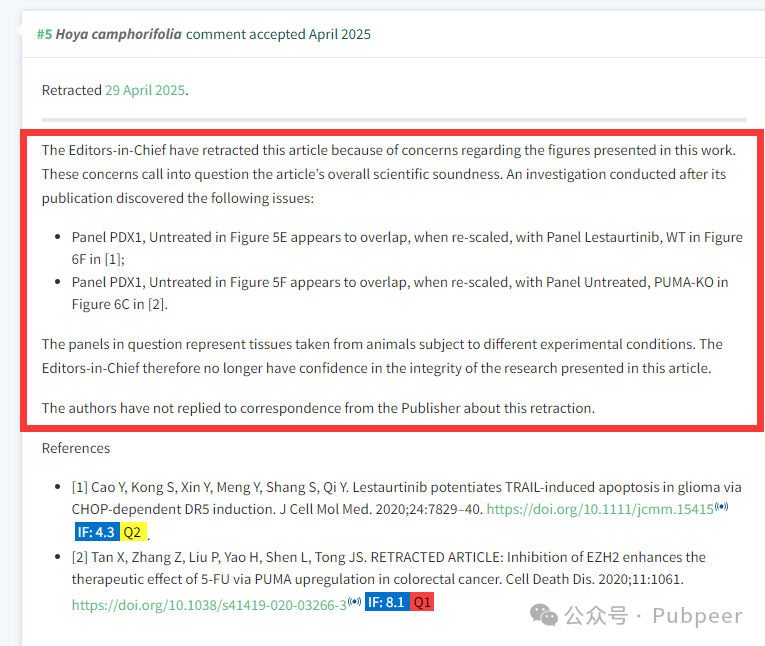 #5 Hoya camphorifolia comment accepted April 2025
Retracted 29 April 2025.
The Editors-in-Chief have retracted this article because of concerns regarding the figures presented in this work.
These concerns call into question the article's overall scientific soundness. An investigation conducted after its
publication discovered the following issues:
• Panel PDX1, Untreated in Figure 5E appears to overlap, when re-scaled, with Panel Lestaurtinib, WT in Figure
6F in [1];
• Panel PDX1, Untreated in Figure 5F appears to overlap, when re-scaled, with Panel Untreated, PUMA-KO in
Figure 6C in [2].
The panels in question represent tissues taken from animals subject to different experimental conditions. The
Editors-in-Chief therefore no longer have confidence in the integrity of the research presented in this article.
The authors have not replied to correspondence from the Publisher about this retraction.
References
• [1] Cao Y, Kong S, Xin Y, Meng Y, Shang S, Qi Y. Lestaurtinib potentiates TRAIL-induced apoptosis in glioma via
CHOP-dependent DR5 induction. J Cell Mol Med. 2020;24:7829–40. https://doi.org/10.1111/jcmm.15415
IF: 4.3 Q2 .
• [2] Tan X, Zhang Z, Liu P, Yao H, Shen L, Tong JS. RETRACTED ARTICLE: Inhibition of EZH2 enhances the
therapeutic effect of 5-FU via PUMA upregulation in colorectal cancer. Cell Death Dis. 2020;11:1061.
https://doi.org/10.1038/s41419-020-03266-3 IF: 8.1 Q1
公众号 · Pubpeer